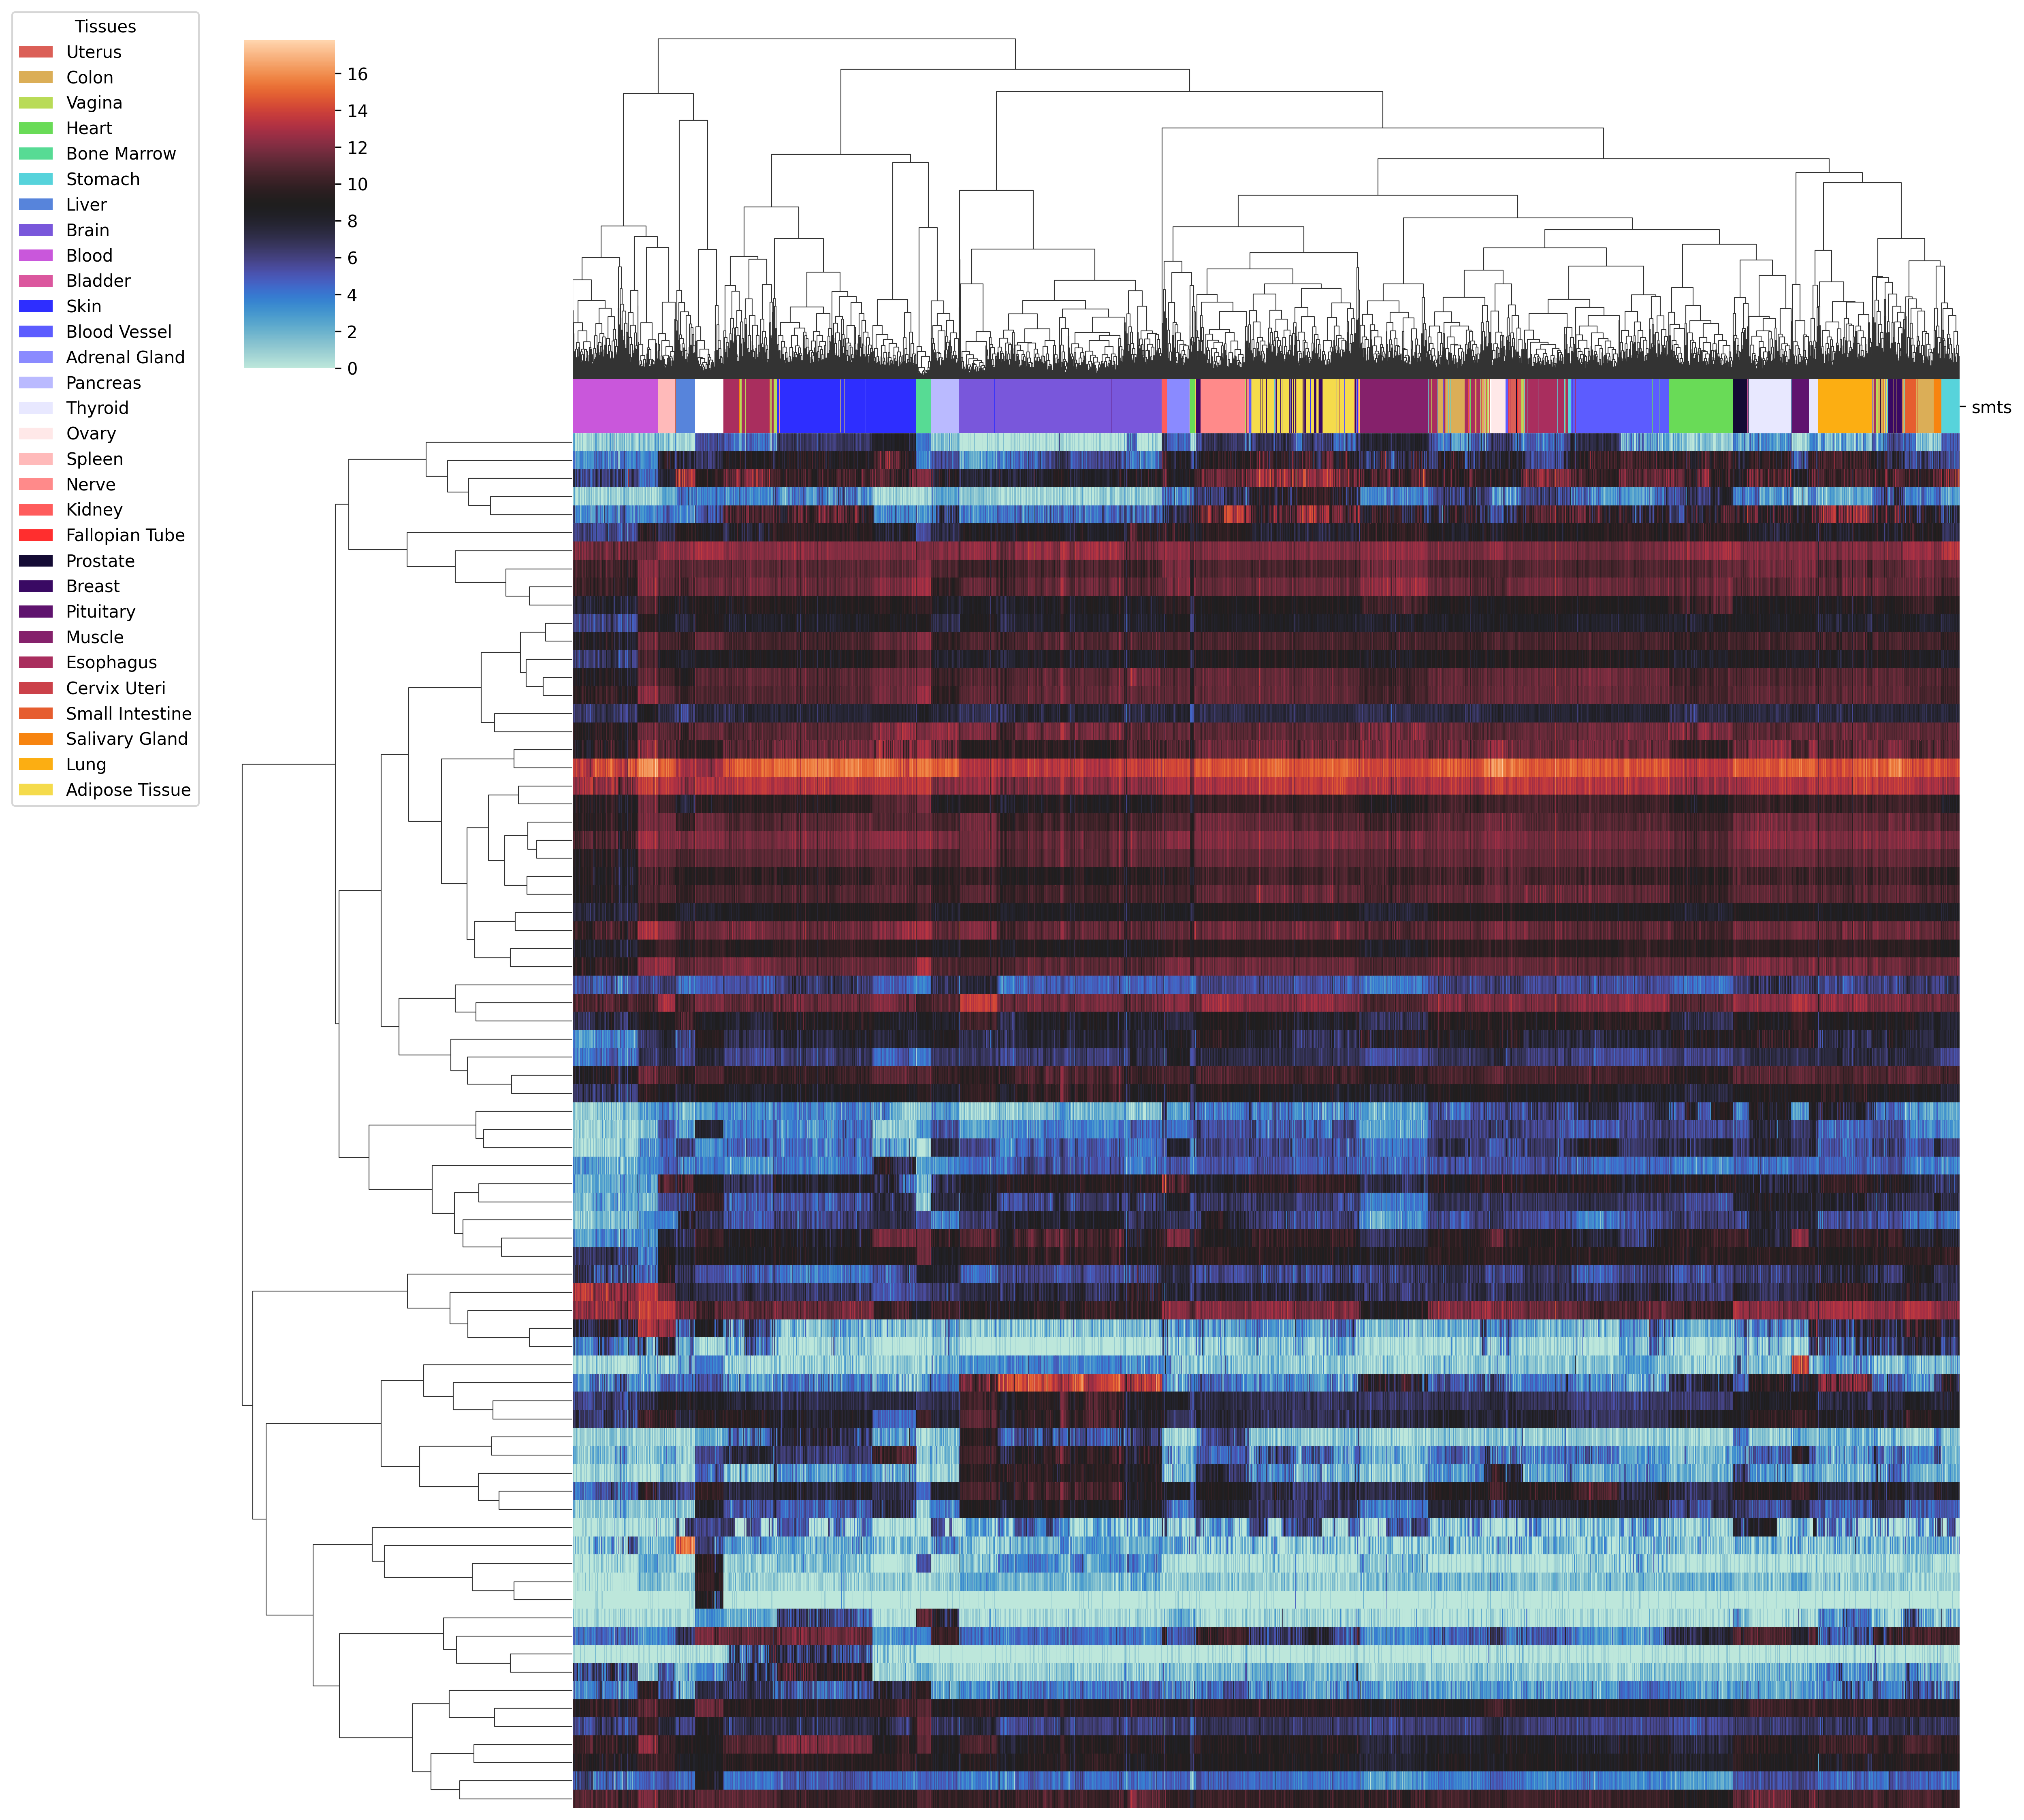 Tissues
Uterus
Colon
Vagina
Heart
Bone Marrow
Stomach
Liver
Brain
Blood
Bladder
Skin
Blood Vessel
Adrenal Gland
Pancreas
Thyroid
Ovary
Spleen
Nerve
Kidney
Fallopian Tube
Prostate
Breast
Pituitary
Muscle
Esophagus
Cervix Uteri
Small Intestine
Salivary Gland
Lung
Adipose Tissue
16
14
12
10
8
6
4
2
0
smts